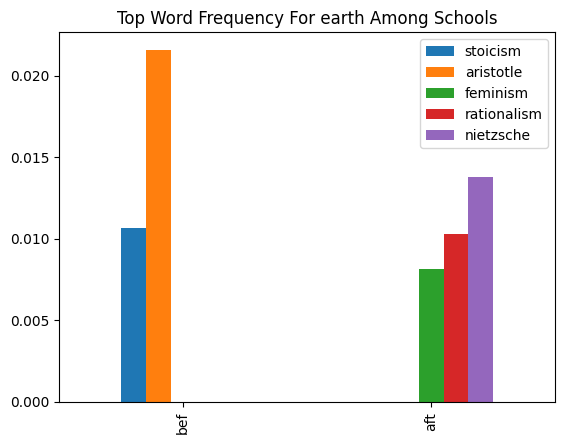 Top Word Frequency For earth Among Schools
stoicism
aristotle
feminism
rationalism
nietzsche
0.020
0.015
0.010
0.005
0.000
bef
aft